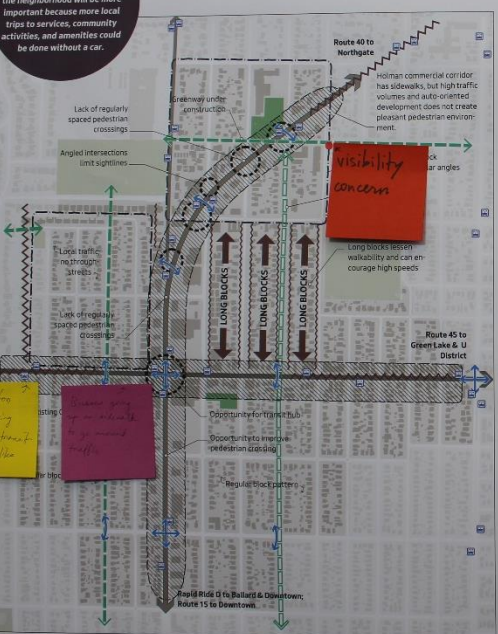 the neighborhood will be more
important because more local
trips to services, community
activities, and amenities could
be done without a car.
Route 40 to
Northgate
Holman commercial corridor
has sidewalks, but high traffic
volumes and auto-oriented
development does not create
pleasant pedestrian environ-
ment.
Lack of regularly
spaced pedestrian
crosssings
Greenway under
construction
Angled intersections
limit sightlines
visibility
concern
angles
Local traffic
no through
streets
Long blocks lessen
walkability and can en-
courage high speeds
LONG BLOCKS
LONG BLOCKS
LONG BLOCKS
Lack of regularly
spaced pedestrian
crosssings
Route 45 to
Green Lake & U
District
Opportunity for transit hub
Opportunity to improve
pedestrian crossing
Regular block pattern
traffic
Rapid Ride D to Ballard & Downtown;
Route 15 to Downtown